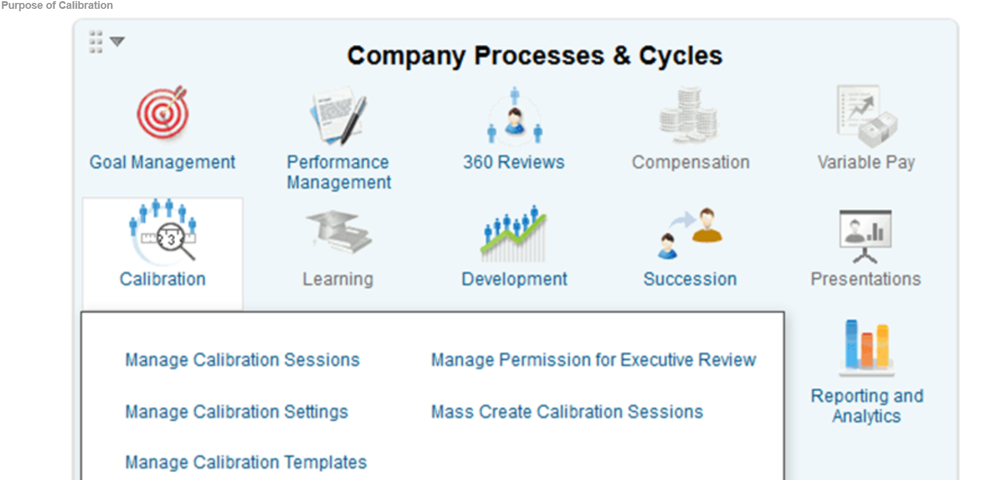 Purpose of Calibration
Company Processes & Cycles
Goal Management
Performance
Management
360 Reviews
Compensation
Variable Pay
3
Calibration
Learning
Development
Succession
Presentations
Manage Calibration Sessions
Manage Permission for Executive Review
Manage Calibration Settings
Mass Create Calibration Sessions
Manage Calibration Templates
Reporting and
Analytics